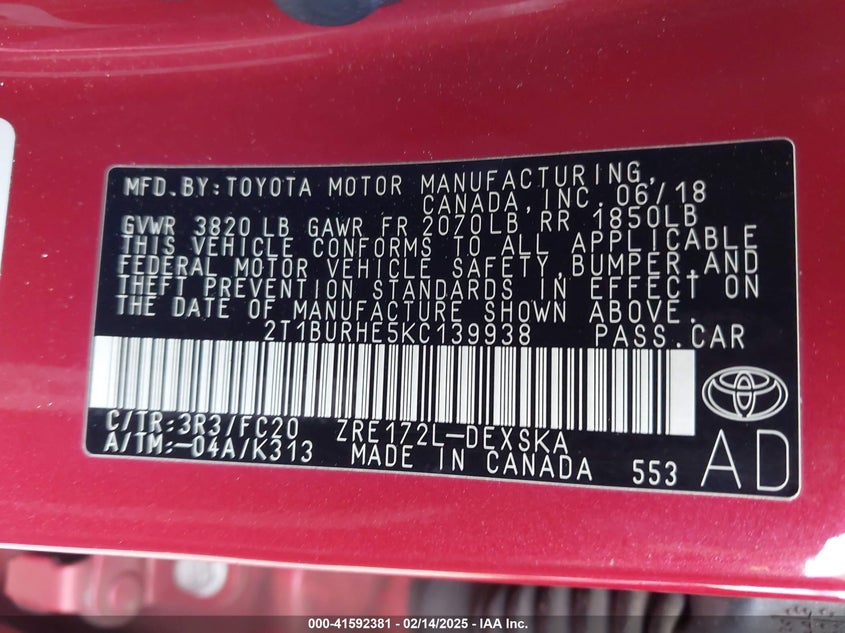 MFD. BY: TOYOTA MOTOR MANUFACTURING,
CANADA, INC. 06/18
GVWR 3820 LB GAWR FR 2070LB RR 1850LB
THIS VEHICLE CONFORMS TO ALL APPLICABLE
FEDERAL MOTOR VEHICLE SAFETY, BUMPER, AND
THEFT PREVENTION STANDARDS IN EFFECT ON
THE DATE OF MANUFACTURE SHOWN ABOVE.
2T1BURHE5KC139938 PASS. CAR
C/TR: 3R3/FC20 ZRE172L-DEXSKA
A/TM: -04A/K313 MADE IN CANADA 553 AD
000-41592381 - 02/14/2025 - IAA Inc.